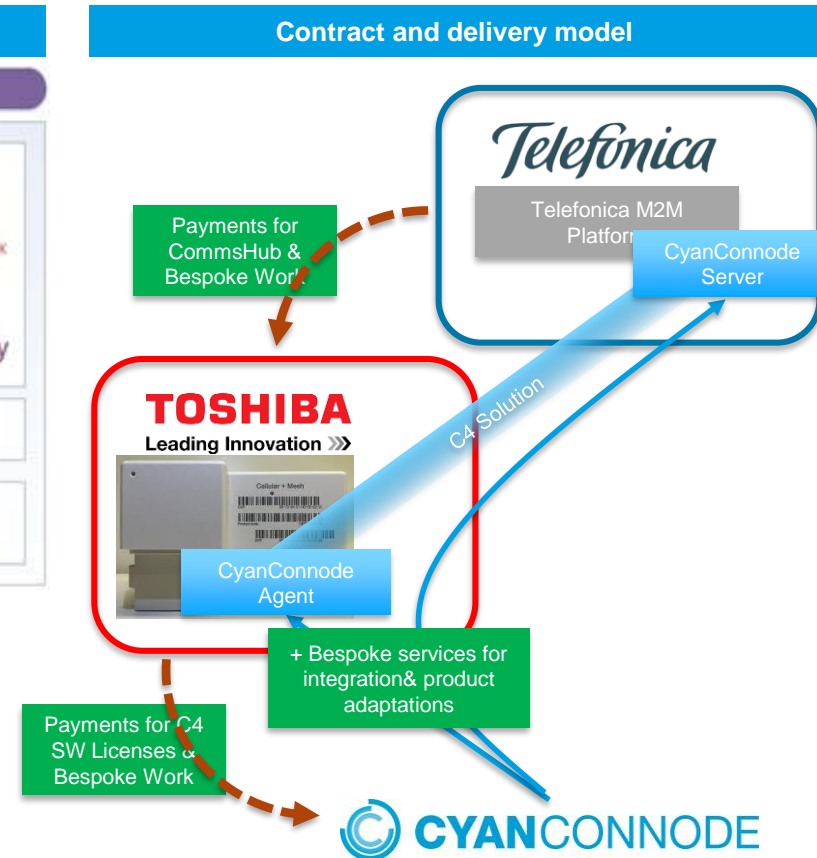 Contract and delivery model
Telefónica
Telefonica M2M
Platform
CyanConnode
Server
Payments for
CommsHub &
Bespoke Work
C4 Solution
TOSHIBA
Leading Innovation
Cellular + Mesh
CyanConnode
Agent
+ Bespoke services for
integration& product
adaptations
Payments for C4
SW Licenses &
Bespoke Work
CYANCONNODE